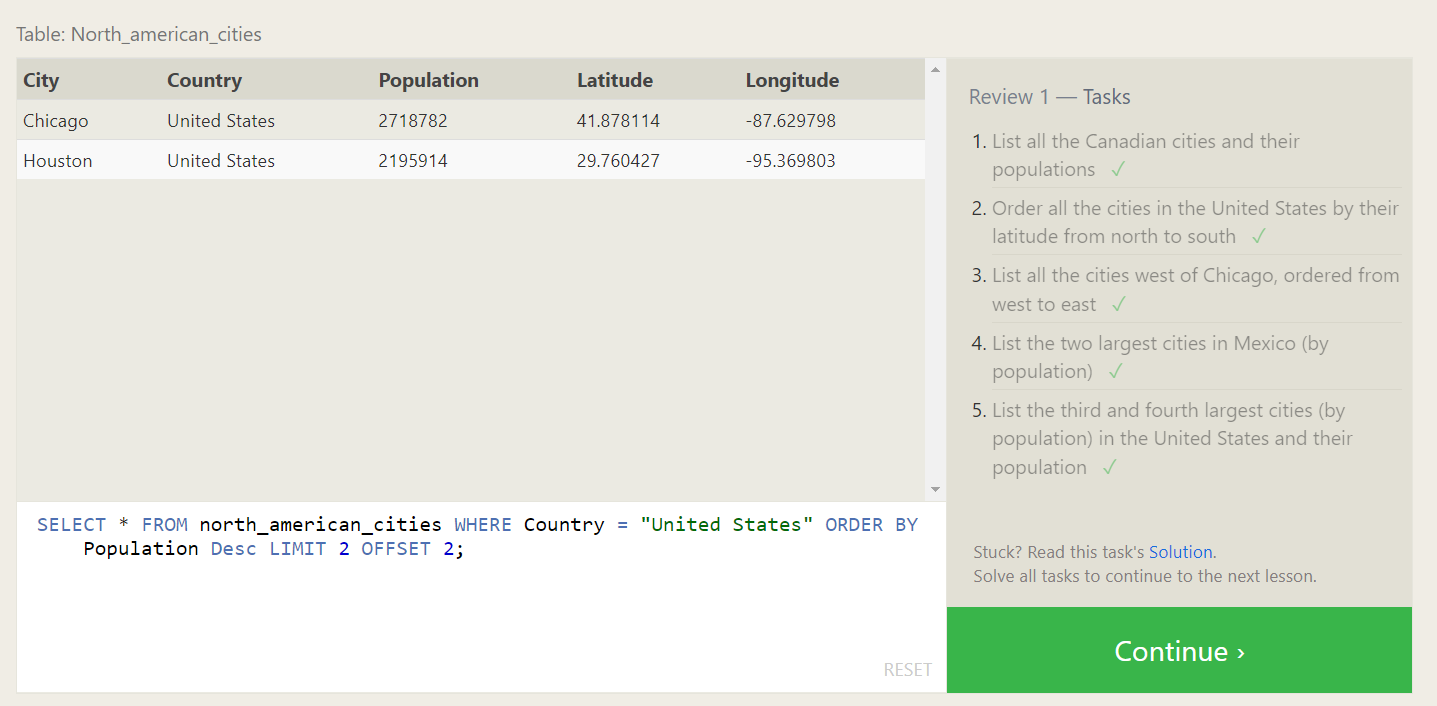 Table: North_american_cities
City Country Population Latitude Longitude
Chicago United States 2718782 41.878114 -87.629798
Houston United States 2195914 29.760427 -95.369803
SELECT * FROM north_american_cities WHERE Country = "United States" ORDER BY
Population Desc LIMIT 2 OFFSET 2;
RESET
Review 1 — Tasks
1. List all the Canadian cities and their
populations ✓
2. Order all the cities in the United States by their
latitude from north to south ✓
3. List all the cities west of Chicago, ordered from
west to east ✓
4. List the two largest cities in Mexico (by
population) ✓
5. List the third and fourth largest cities (by
population) in the United States and their
population ✓
Stuck? Read this task's Solution.
Solve all tasks to continue to the next lesson.
Continue ›